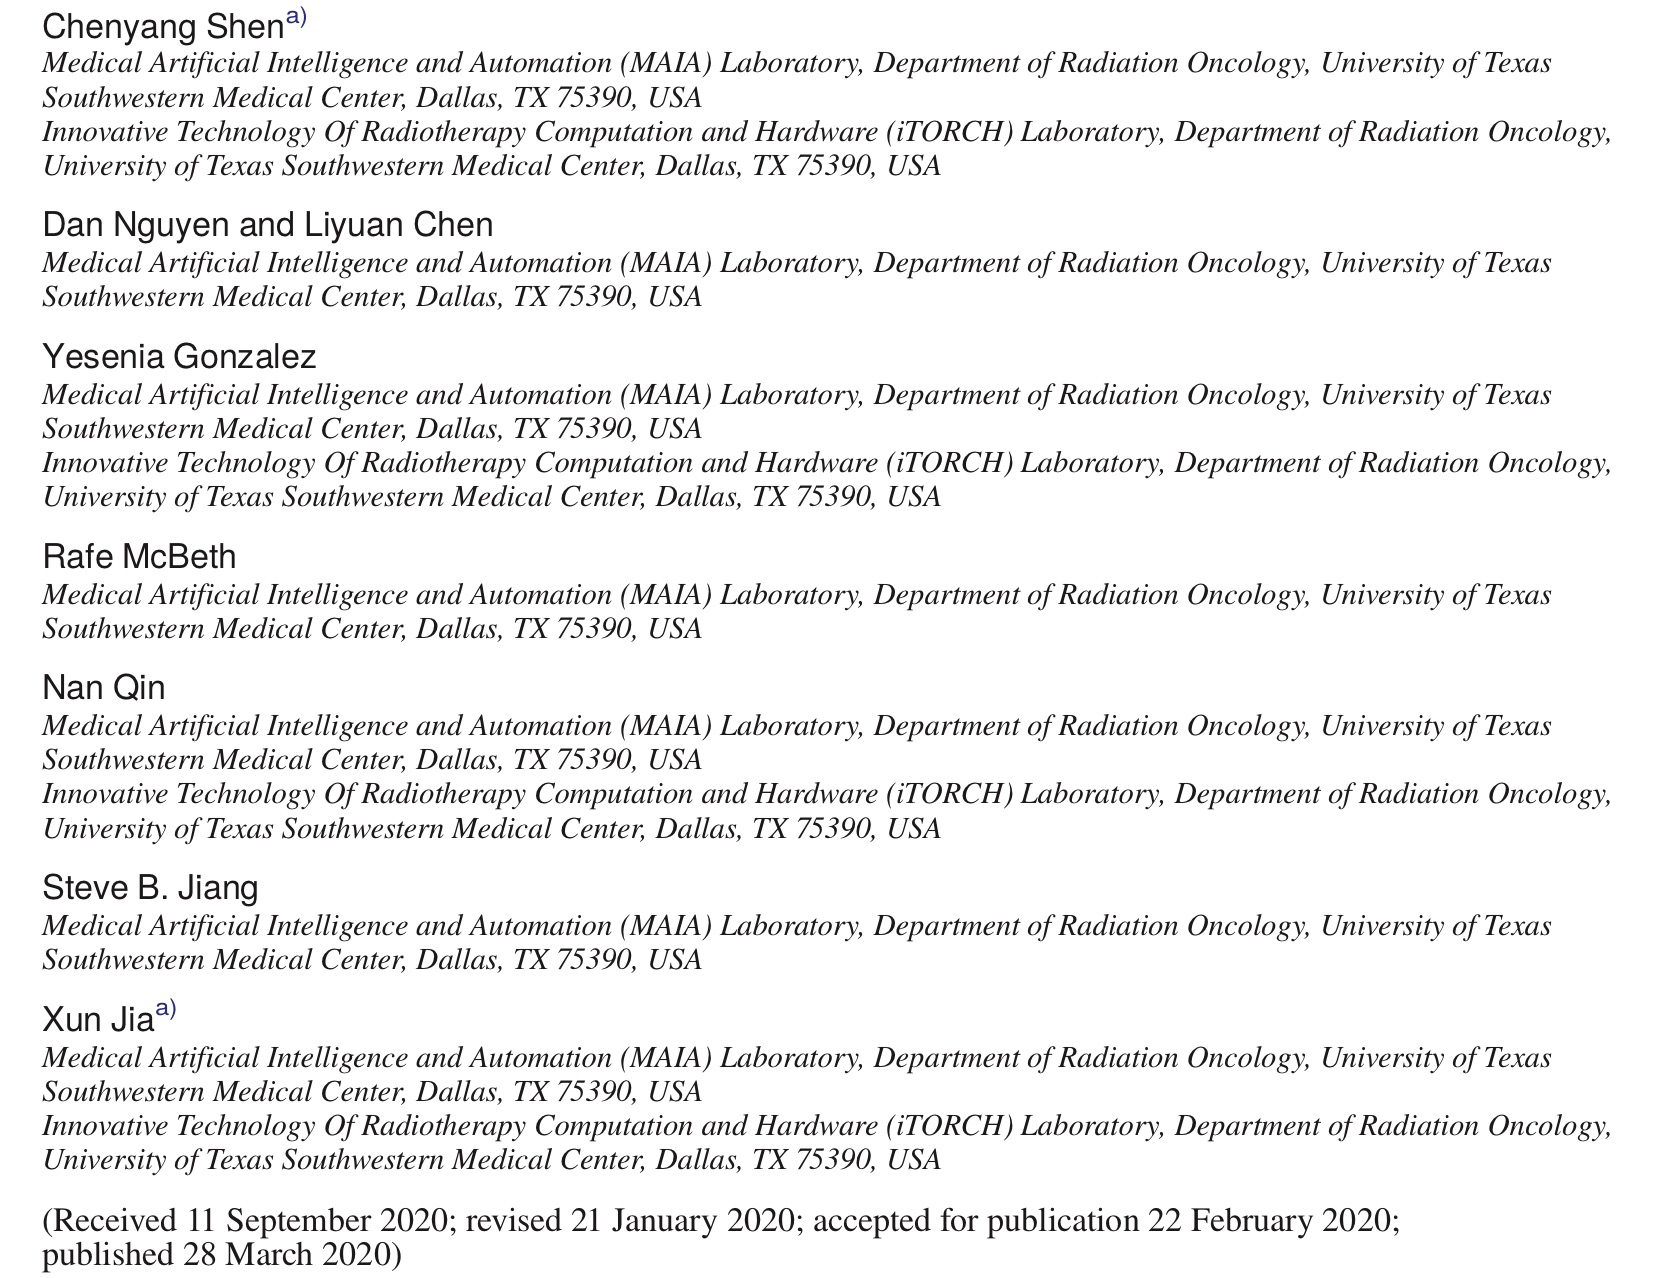 Chenyang Shen a)
Medical Artificial Intelligence and Automation (MAIA) Laboratory, Department of Radiation Oncology, University of Texas
Southwestern Medical Center, Dallas, TX 75390, USA
Innovative Technology Of Radiotherapy Computation and Hardware (iTORCH) Laboratory, Department of Radiation Oncology,
University of Texas Southwestern Medical Center, Dallas, TX 75390, USA
Dan Nguyen and Liyuan Chen
Medical Artificial Intelligence and Automation (MAIA) Laboratory, Department of Radiation Oncology, University of Texas
Southwestern Medical Center, Dallas, TX 75390, USA
Yesenia Gonzalez
Medical Artificial Intelligence and Automation (MAIA) Laboratory, Department of Radiation Oncology, University of Texas
Southwestern Medical Center, Dallas, TX 75390, USA
Innovative Technology Of Radiotherapy Computation and Hardware (iTORCH) Laboratory, Department of Radiation Oncology,
University of Texas Southwestern Medical Center, Dallas, TX 75390, USA
Rafe McBeth
Medical Artificial Intelligence and Automation (MAIA) Laboratory, Department of Radiation Oncology, University of Texas
Southwestern Medical Center, Dallas, TX 75390, USA
Nan Qin
Medical Artificial Intelligence and Automation (MAIA) Laboratory, Department of Radiation Oncology, University of Texas
Southwestern Medical Center, Dallas, TX 75390, USA
Innovative Technology Of Radiotherapy Computation and Hardware (iTORCH) Laboratory, Department of Radiation Oncology,
University of Texas Southwestern Medical Center, Dallas, TX 75390, USA
Steve B. Jiang
Medical Artificial Intelligence and Automation (MAIA) Laboratory, Department of Radiation Oncology, University of Texas
Southwestern Medical Center, Dallas, TX 75390, USA
Xun Jia a)
Medical Artificial Intelligence and Automation (MAIA) Laboratory, Department of Radiation Oncology, University of Texas
Southwestern Medical Center, Dallas, TX 75390, USA
Innovative Technology Of Radiotherapy Computation and Hardware (iTORCH) Laboratory, Department of Radiation Oncology,
University of Texas Southwestern Medical Center, Dallas, TX 75390, USA
(Received 11 September 2020; revised 21 January 2020; accepted for publication 22 February 2020;
published 28 March 2020)